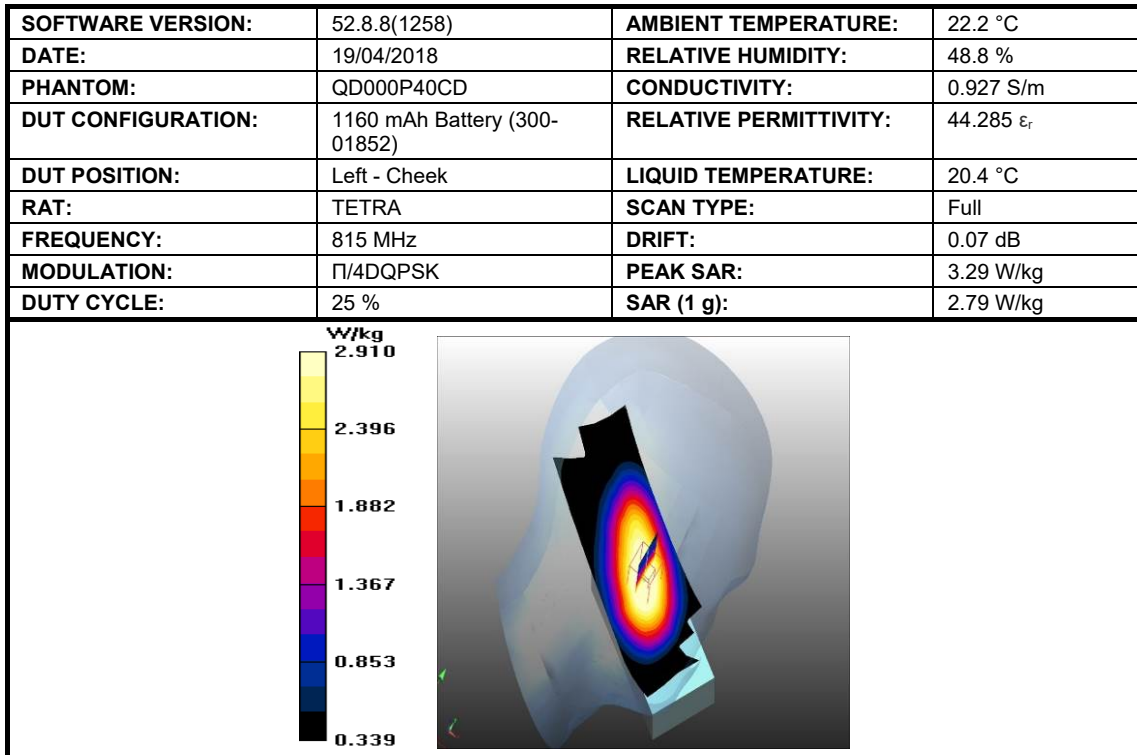 SOFTWARE VERSION: 52.8.8(1258) AMBIENT TEMPERATURE: 22.2 °C
DATE: 19/04/2018 RELATIVE HUMIDITY: 48.8 %
PHANTOM: QD000P40CD CONDUCTIVITY: 0.927 S/m
DUT CONFIGURATION: 1160 mAh Battery (300-
01852) RELATIVE PERMITTIVITY: 44.285 εr
DUT POSITION: Left - Cheek LIQUID TEMPERATURE: 20.4 °C
RAT: TETRA SCAN TYPE: Full
FREQUENCY: 815 MHz DRIFT: 0.07 dB
MODULATION: Π/4DQPSK PEAK SAR: 3.29 W/kg
DUTY CYCLE: 25 % SAR (1 g): 2.79 W/kg
W/kg
2.910
2.396
1.882
1.367
0.853
0.339